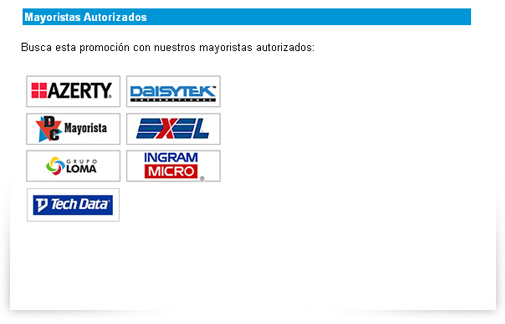 Mayoristas Autorizados
Busca esta promoción con nuestros mayoristas autorizados:
AZERTY.
DAISYTEK
INTERNATIONAL
DC Mayorista
EXEL
GRUPO
LOMA
INGRAM
MICRO®
Tech Data®